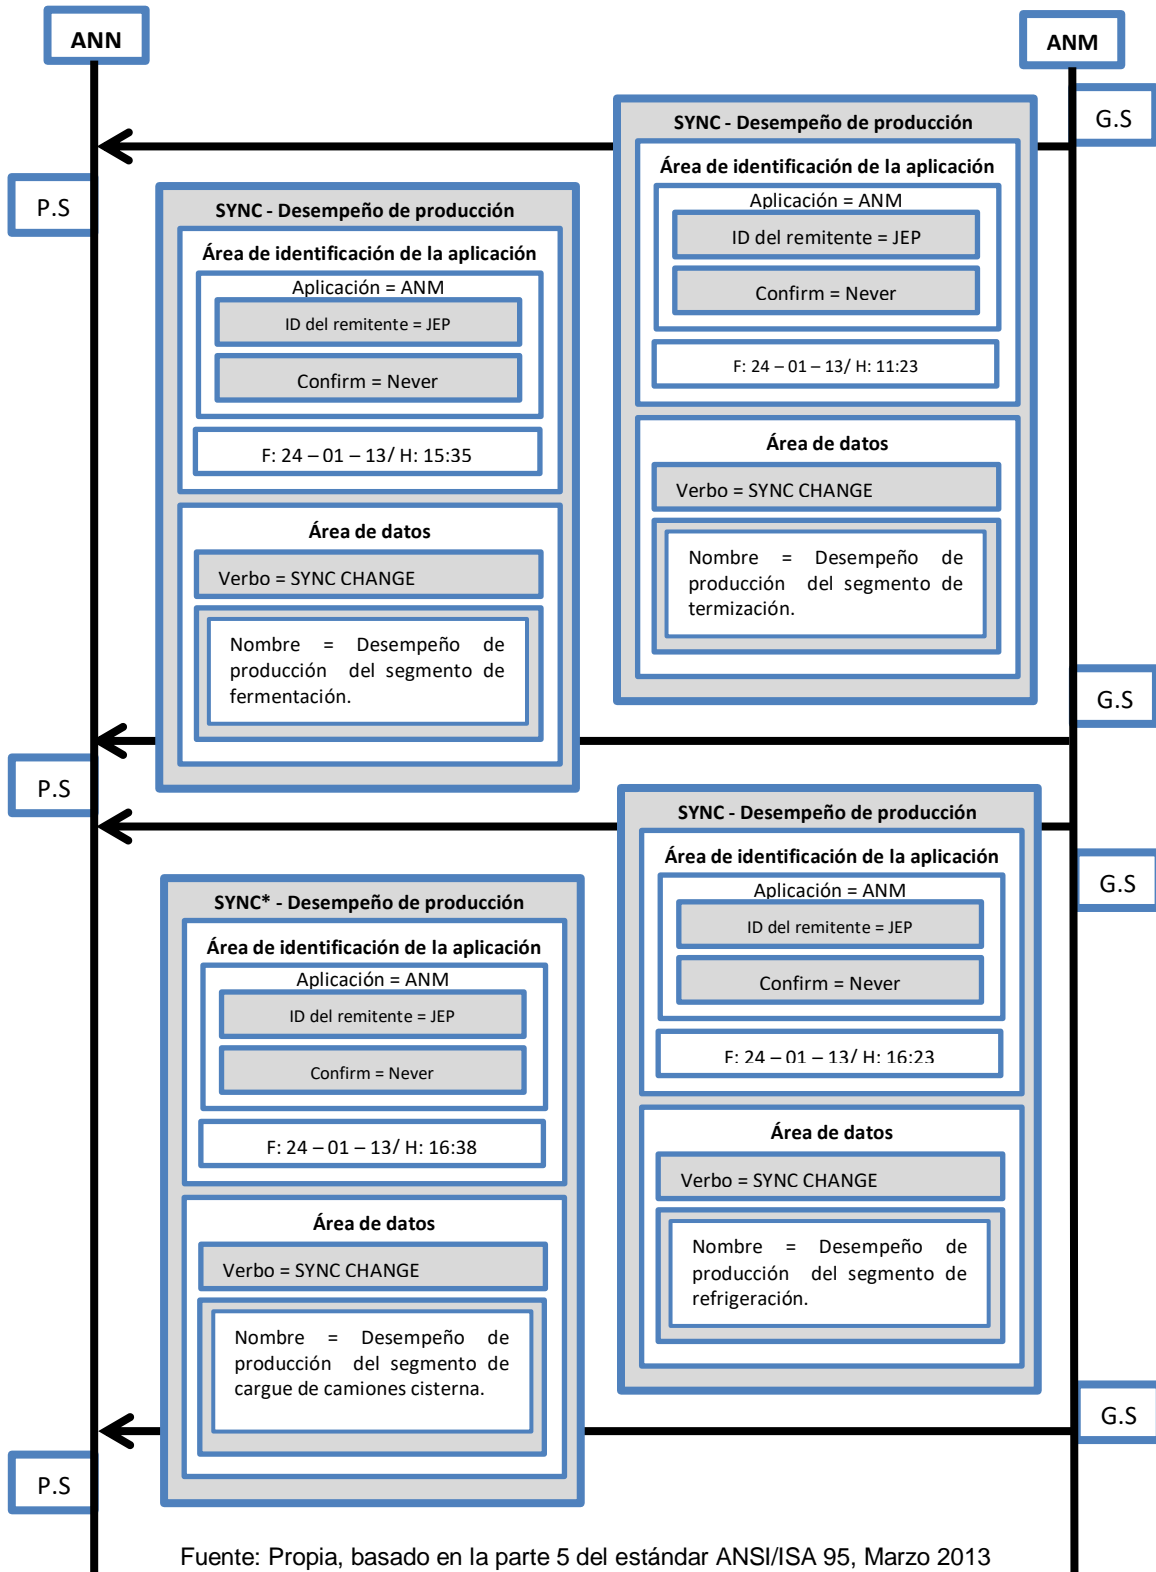 ANN
ANM
G.S
SYNC - Desempeño de producción
Área de identificación de la aplicación
Aplicación = ANM
ID del remitente = JEP
Confirm = Never
F: 24 – 01 – 13/ H: 11:23
Área de datos
Verbo = SYNC CHANGE
Nombre = Desempeño de
producción del segmento de
termización.
P.S
SYNC - Desempeño de producción
Área de identificación de la aplicación
Aplicación = ANM
ID del remitente = JEP
Confirm = Never
F: 24 – 01 – 13/ H: 15:35
Área de datos
Verbo = SYNC CHANGE
Nombre = Desempeño de
producción del segmento de
fermentación.
G.S
P.S
SYNC - Desempeño de producción
Área de identificación de la aplicación
Aplicación = ANM
ID del remitente = JEP
Confirm = Never
F: 24 – 01 – 13/ H: 16:23
Área de datos
Verbo = SYNC CHANGE
Nombre = Desempeño de
producción del segmento de
refrigeración.
G.S
SYNC* - Desempeño de producción
Área de identificación de la aplicación
Aplicación = ANM
ID del remitente = JEP
Confirm = Never
F: 24 – 01 – 13/ H: 16:38
Área de datos
Verbo = SYNC CHANGE
Nombre = Desempeño de
producción del segmento de
cargue de camiones cisterna.
G.S
P.S
Fuente: Propia, basado en la parte 5 del estándar ANSI/ISA 95, Marzo 2013